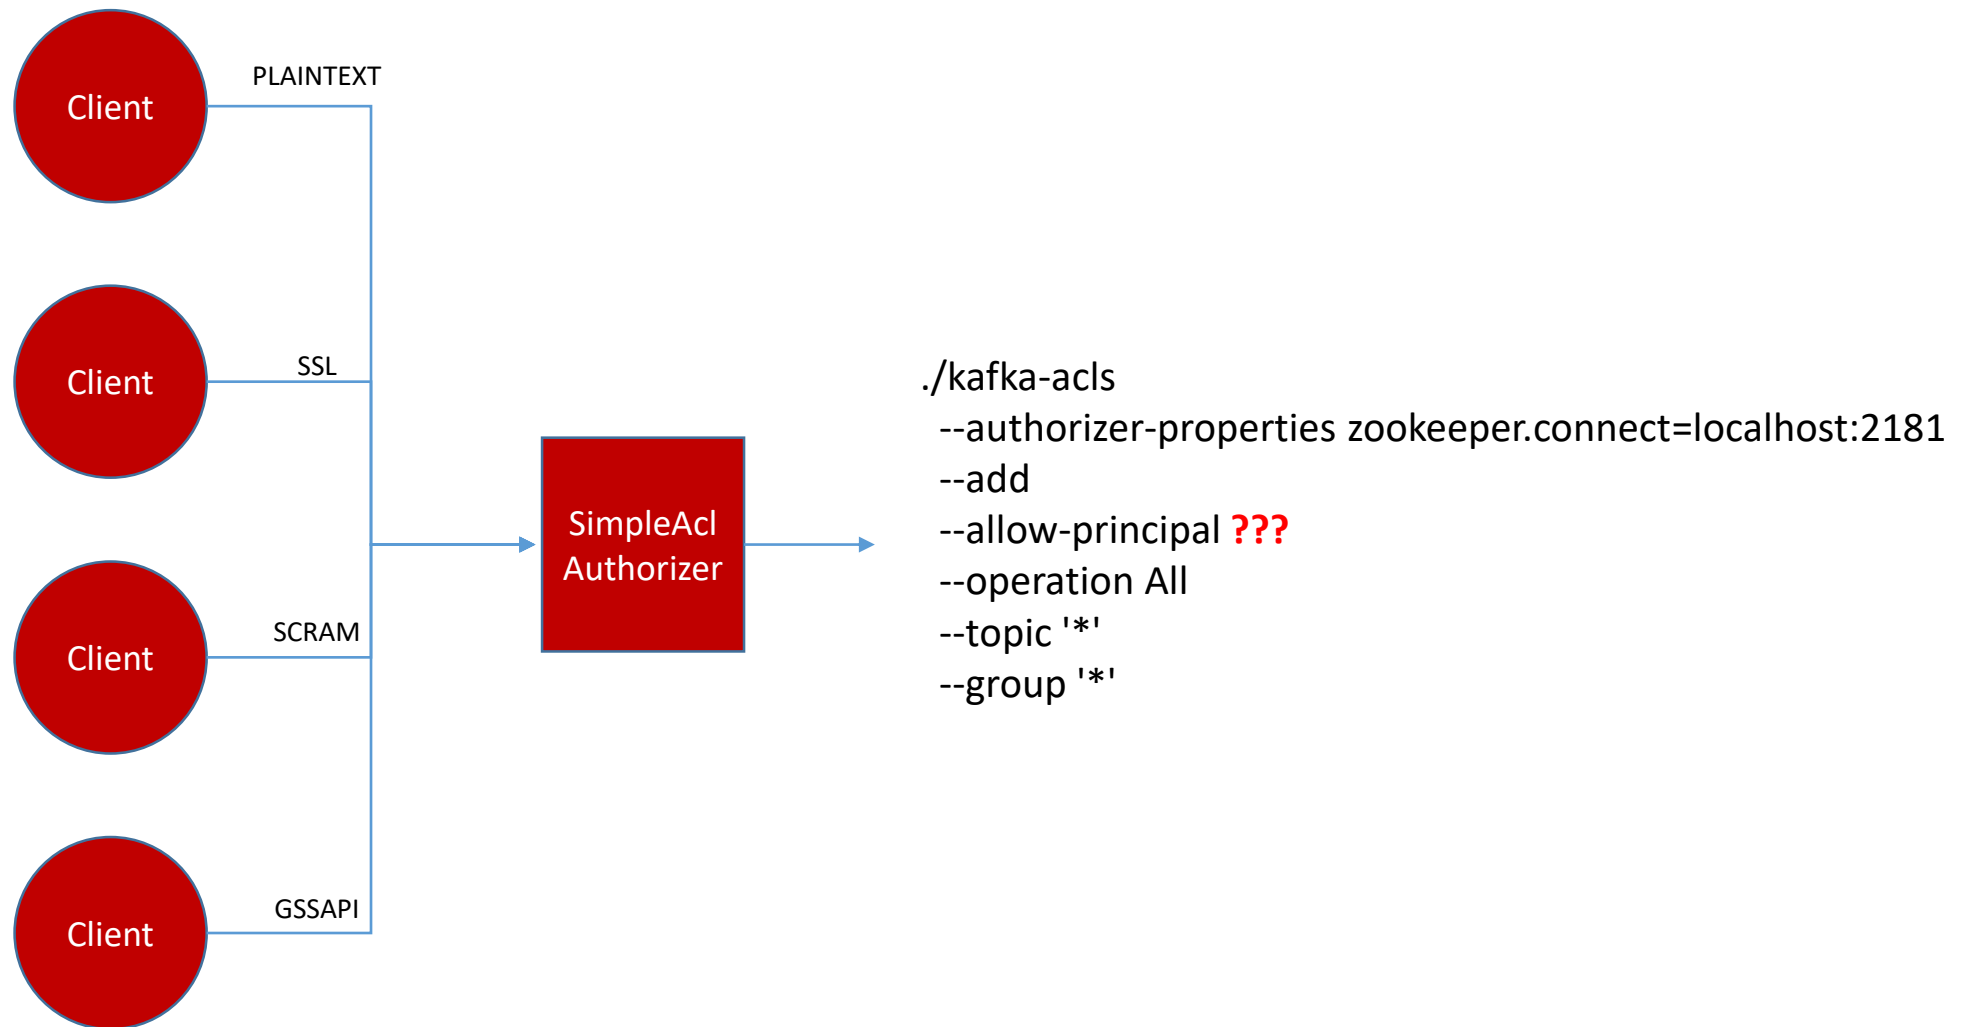 PLAINTEXT
Client
SSL
Client
SCRAM
Client
GSSAPI
Client
SimpleAcl
Authorizer
./kafka-acls
--authorizer-properties zookeeper.connect=localhost:2181
--add
--allow-principal ???
--operation All
--topic '*'
--group '*'